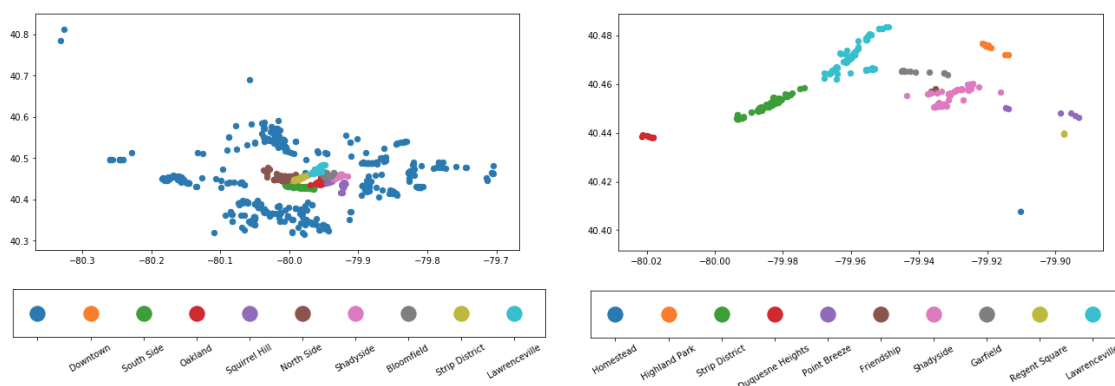 40.8
40.7
40.6
40.5
40.4
40.3
−80.3
−80.2
−80.1
−80.0
−79.9
−79.8
−79.7
Downtown
South Side
Oakland
Squirrel Hill
North Side
Shadyside
Bloomfield
Strip District
Lawrenceville
40.48
40.46
40.44
40.42
40.40
−80.02
−80.00
−79.98
−79.96
−79.94
−79.92
−79.90
Homestead
Highland Park
Strip District
Duquesne Heights
Point Breeze
Friendship
Shadyside
Garfield
Regent Square
Lawrenceville